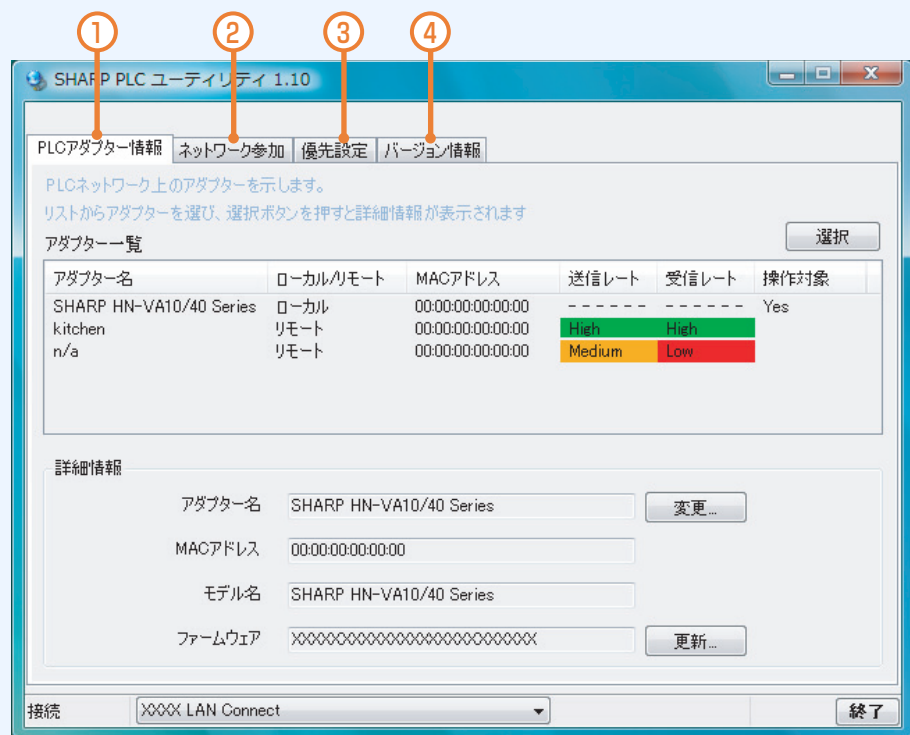 ① ② ③ ④
SHARP PLC ユーティリティ 1.10
PLCアダプター情報 ネットワーク参加 優先設定 バージョン情報
PLCネットワーク上のアダプターを示します。
リストからアダプターを選び、選択ボタンを押すと詳細情報が表示されます
選択
アダプター一覧
アダプター名 ローカル/リモート MACアドレス 送信レート 受信レート 操作対象
SHARP HN-VA10/40 Series ローカル 00:00:00:00:00:00 ------ ------ Yes
kitchen リモート 00:00:00:00:00:00 High High
n/a リモート 00:00:00:00:00:00 Medium Low
詳細情報
アダプター名 SHARP HN-VA10/40 Series 変更...
MACアドレス 00:00:00:00:00:00
モデル名 SHARP HN-VA10/40 Series
ファームウェア XXXXXXXXXXXXXXXXXXXXXXXXX 更新...
接続 XXXX LAN Connect 終了